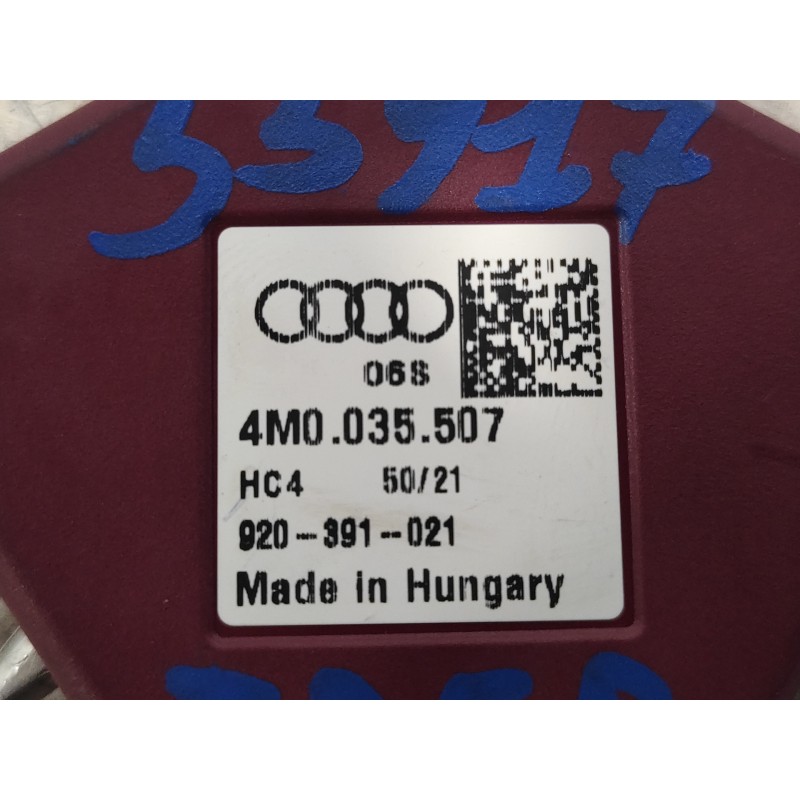 53917
06S
4M0.035.507
HC4 50/21
920-391-021
Made in Hungary